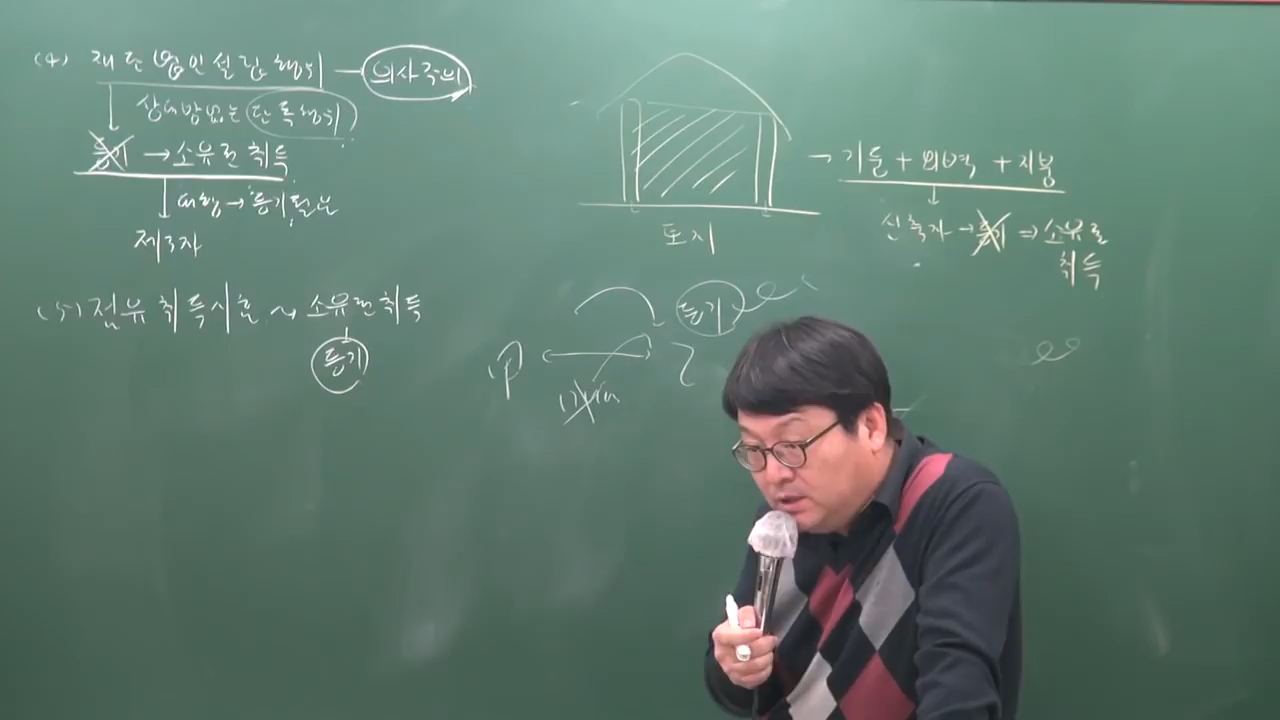 (4) 재단법인설립행위 — 의사주의
상대방없는 단독행위
등기 → 소유권 취득
대항 → 등기필요
제3자
(5) 점유취득시효 ~ 소유권취득
등기
→ 기둥 + 외벽 + 지붕
신축자 → 등기 ⇒ 소유권
취득
토지
등기